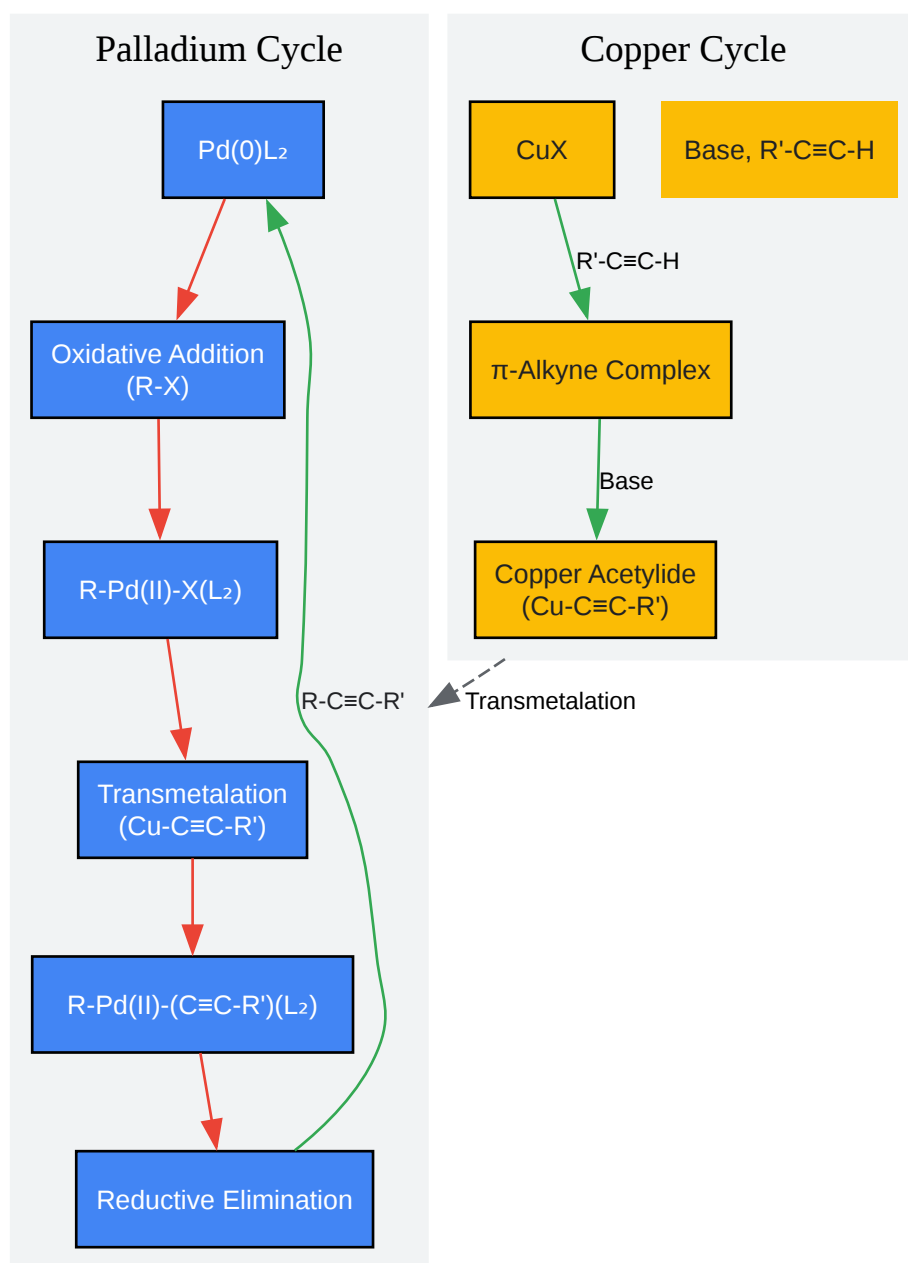 Palladium Cycle
Pd(0)L₂
Oxidative Addition
(R-X)
R-Pd(II)-X(L₂)
R-C≡C-R'
Transmetalation
(Cu-C≡C-R')
R-Pd(II)-(C≡C-R')(L₂)
Reductive Elimination
Copper Cycle
CuX
Base, R'-C≡C-H
R'-C≡C-H
π-Alkyne Complex
Base
Copper Acetylide
(Cu-C≡C-R')
Transmetalation